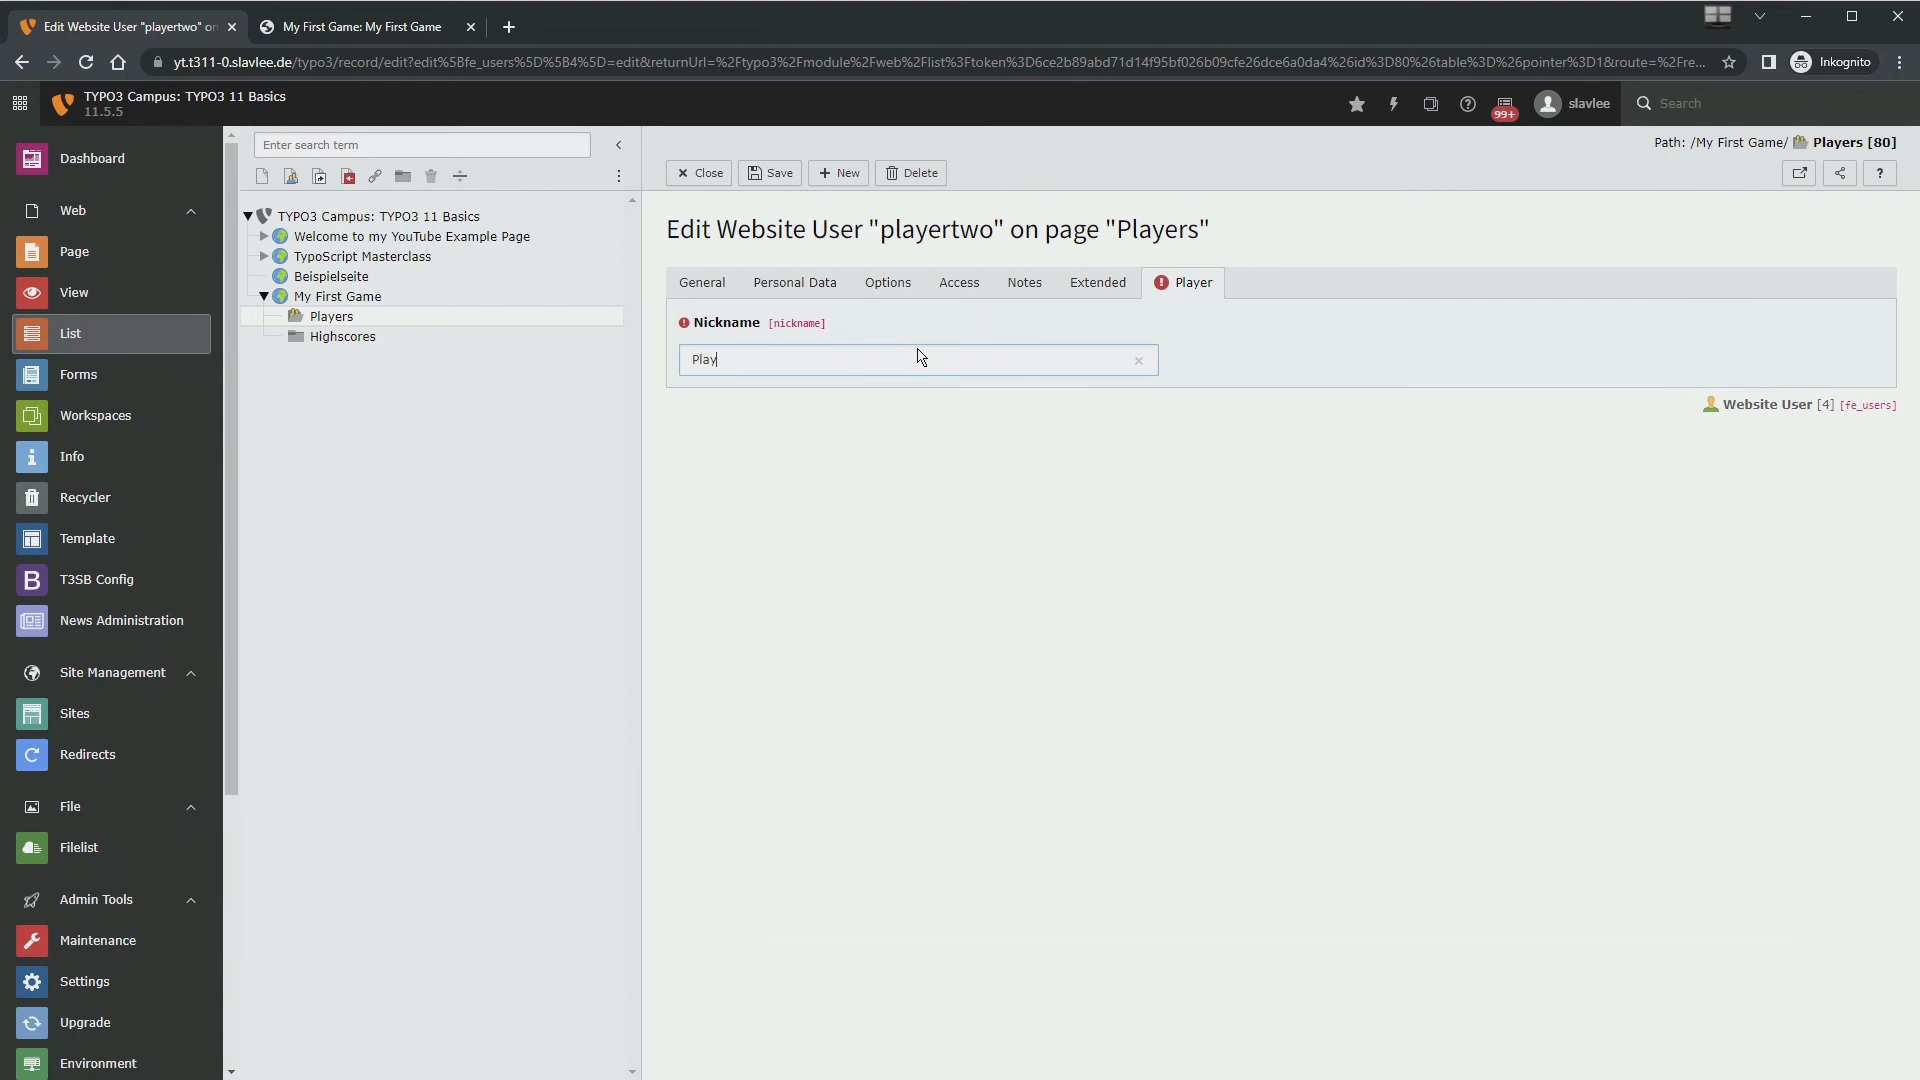 Edit Website User "playertwo" on
My First Game: My First Game
yt.t311-0.slavlee.de/typo3/record/edit?edit%5Bfe_users%5D%5B4%5D=edit&returnUrl=%2Ftypo3%2Fmodule%2Fweb%2Flist%3Ftoken%3D6ce2b89abd71d14f95bf026b09cfe26dce6a0da4%26id%3D80%26table%3D%26pointer%3D1&route=%2Fre...
Inkognito
TYPO3 Campus: TYPO3 11 Basics
11.5.5
99+
slavlee
Search
Dashboard
Web
Page
View
List
Forms
Workspaces
Info
Recycler
Template
B
T3SB Config
News Administration
Site Management
Sites
Redirects
File
Filelist
Admin Tools
Maintenance
Settings
Upgrade
Environment
Enter search term
TYPO3 Campus: TYPO3 11 Basics
Welcome to my YouTube Example Page
TypoScript Masterclass
Beispielseite
My First Game
Players
Highscores
Path: /My First Game/ Players [80]
Close
Save
New
Delete
?
Edit Website User "playertwo" on page "Players"
General
Personal Data
Options
Access
Notes
Extended
Player
Nickname [nickname]
Play
Website User [4] [fe_users]